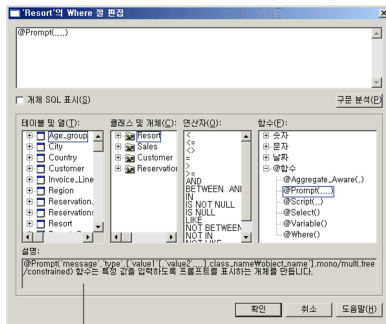 'Resort'의 Where 절 편집
@Prompt(,,,,)
개체 SQL 표시(S)
구문 분석(P)
테이블 및 열(T):
클래스 및 개체(C):
연산자(O):
함수(F):
Age_group
City
Country
Customer
Invoice_Line
Region
Reservation_
Reservations
Resort
Resort
Sales
Customer
Reservation
<
<=
<>
=
>
>=
AND
BETWEEN AND
IN
IS NOT NULL
IS NULL
LIKE
NOT BETWEEN
NOT IN
NOT LIKE
숫자
문자
날짜
@함수
@Aggregate_Aware(,)
@Prompt(,,,,)
@Script(,,)
@Select()
@Variable()
@Where()
설명:
@Prompt('message','type',['value1'[,'value2',...],class_name₩object_name'],mono/multi,free
/constrained) 함수는 특정 값을 입력하도록 프롬프트를 표시하는 개체를 만듭니다.
확인
취소
도움말(H)